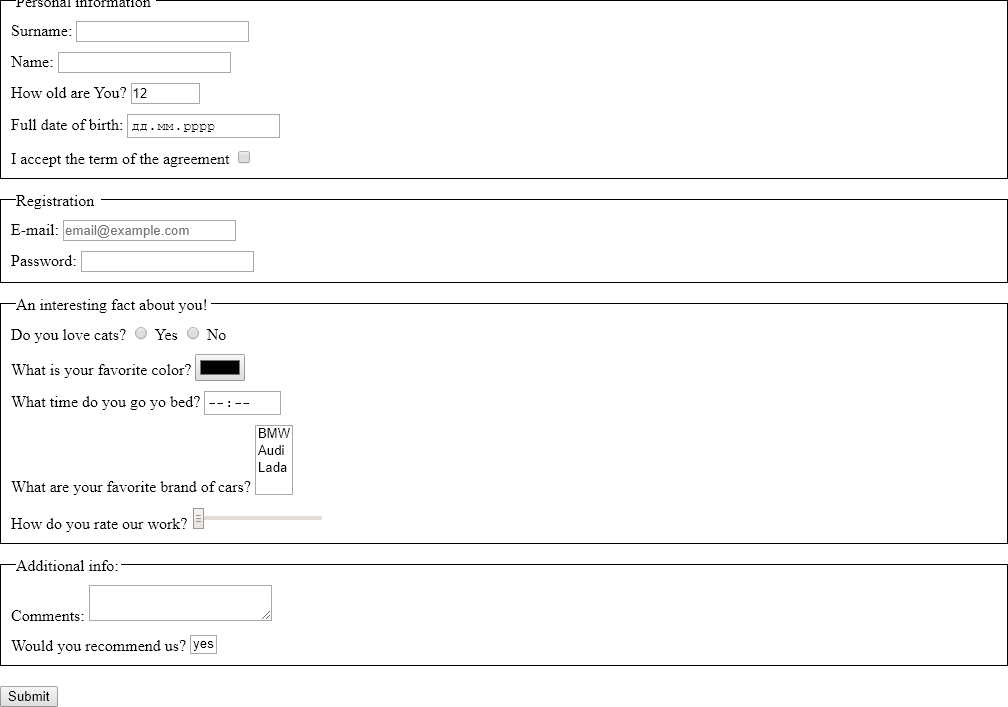 Personal information
Surname:
Name:
How old are You? 12
Full date of birth: дд.мм.рррр
I accept the term of the agreement
Registration
E-mail: email@example.com
Password:
An interesting fact about you!
Do you love cats? Yes No
What is your favorite color?
What time do you go yo bed? --:--
BMW
Audi
Lada
What are your favorite brand of cars?
How do you rate our work?
Additional info:
Comments:
Would you recommend us? yes
Submit